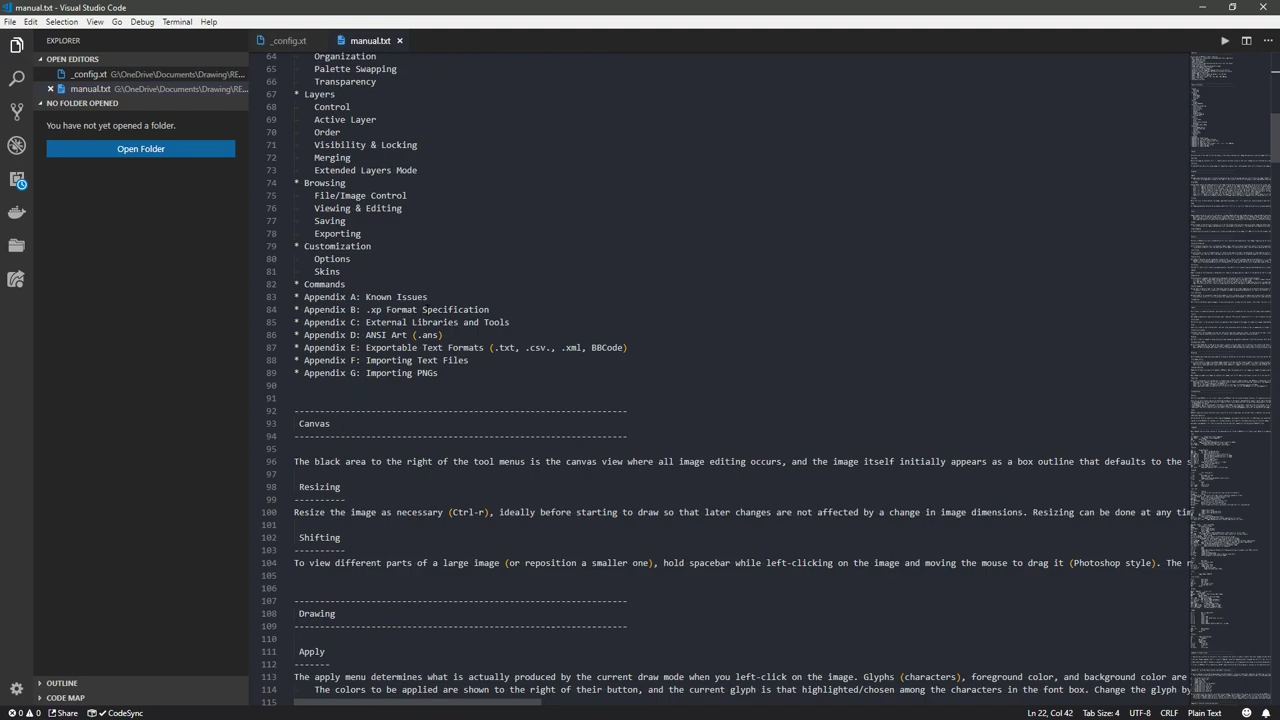 manual.txt - Visual Studio Code
File Edit Selection View Go Debug Terminal Help
EXPLORER
_config.xt
manual.txt
OPEN EDITORS
_config.xt G:\OneDrive\Documents\Drawing\RE...
manual.txt G:\OneDrive\Documents\Drawing\RE...
NO FOLDER OPENED
You have not yet opened a folder.
Open Folder
64 Organization
65 Palette Swapping
66 Transparency
67 * Layers
68 Control
69 Active Layer
70 Order
71 Visibility & Locking
72 Merging
73 Extended Layers Mode
74 * Browsing
75 File/Image Control
76 Viewing & Editing
77 Saving
78 Exporting
79 * Customization
80 Options
81 Skins
82 * Commands
83 * Appendix A: Known Issues
84 * Appendix B: .xp Format Specification
85 * Appendix C: External Libraries and Tools
86 * Appendix D: ANSI Art (.ans)
87 * Appendix E: Exportable Text Formats ( xml, BBCode)
88 * Appendix F: Importing Text Files
89 * Appendix G: Importing PNGs
90
91
92 ----------------------------------------------------------------
93 Canvas
94 ----------------------------------------------------------------
95
96 The black area to the right of the tool menu is the canvas view where all image editing occurs, and the image itself initially appears as a box outline that defaults to the s
97
98 Resizing
99 ----------
100 Resize the image as necessary (Ctrl-r), ideally before starting to draw so that later changes are not affected by a change in image dimensions. Resizing can be done at any ti
101
102 Shifting
103 ----------
104 To view different parts of a large image (or reposition a smaller one), hold spacebar while left-clicking on the image and moving the mouse to drag it (Photoshop style). The
105
106
107 ----------------------------------------------------------------
108 Drawing
109 ----------------------------------------------------------------
110
111 Apply
112 -------
113 The apply menu determines what is actually changed by the current draw mode when you left-click on the image. Glyphs (characters), foreground color, and background color are
114 The colors to be applied are shown to the right of their button, and the current glyph is that highlighted/chosen among the characters in the font box. Change the glyph by
115
OUTLINE
CODE MAP
0 0 Share CodeSync
Ln 22, Col 42 Tab Size: 4 UTF-8 CRLF Plain Text